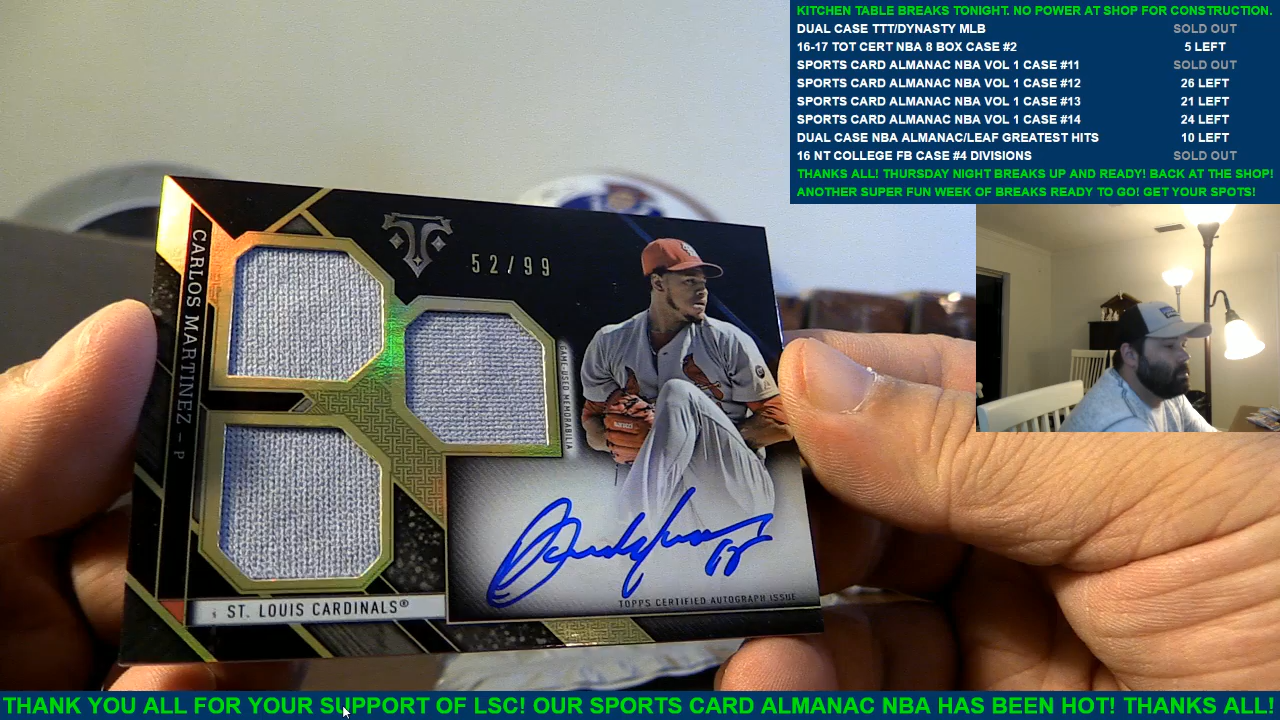 KITCHEN TABLE BREAKS TONIGHT. NO POWER AT SHOP FOR CONSTRUCTION.
DUAL CASE TTT/DYNASTY MLB SOLD OUT
16-17 TOT CERT NBA 8 BOX CASE #2 5 LEFT
SPORTS CARD ALMANAC NBA VOL 1 CASE #11 SOLD OUT
SPORTS CARD ALMANAC NBA VOL 1 CASE #12 26 LEFT
SPORTS CARD ALMANAC NBA VOL 1 CASE #13 21 LEFT
SPORTS CARD ALMANAC NBA VOL 1 CASE #14 24 LEFT
DUAL CASE NBA ALMANAC/LEAF GREATEST HITS 10 LEFT
16 NT COLLEGE FB CASE #4 DIVISIONS SOLD OUT
THANKS ALL! THURSDAY NIGHT BREAKS UP AND READY! BACK AT THE SHOP!
ANOTHER SUPER FUN WEEK OF BREAKS READY TO GO! GET YOUR SPOTS!
CARLOS MARTINEZ – P
52/99
GAME-USED MEMORABILIA
TOPPS CERTIFIED AUTOGRAPH ISSUE
ST. LOUIS CARDINALS®
THANK YOU ALL FOR YOUR SUPPORT OF LSC! OUR SPORTS CARD ALMANAC NBA HAS BEEN HOT! THANKS ALL!